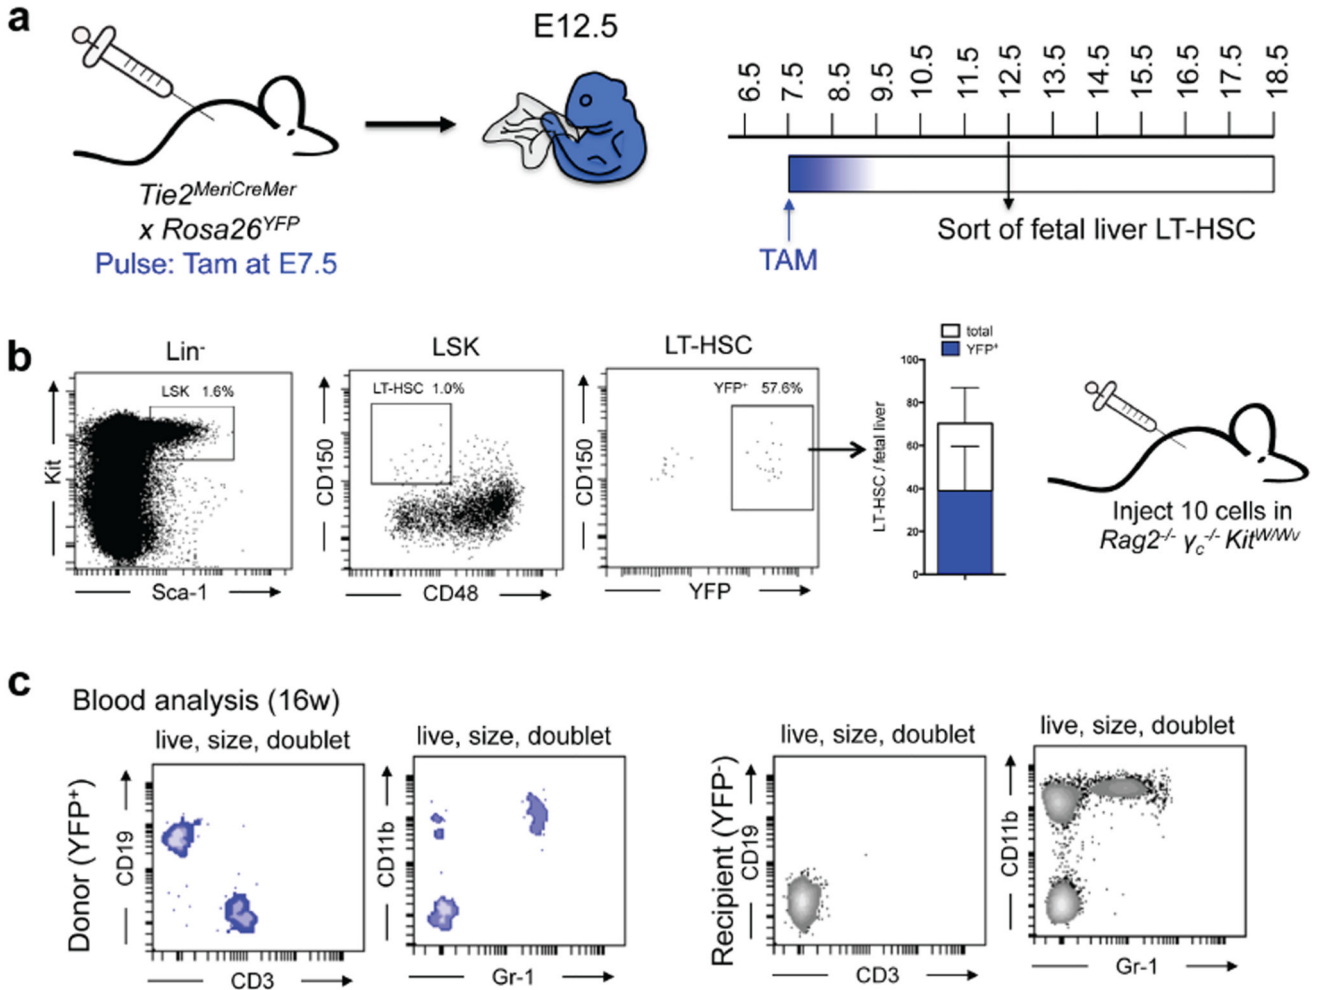 a
E12.5
Tie2MeriCreMer
x Rosa26YFP
Pulse: Tam at E7.5
6.5
7.5
8.5
9.5
10.5
11.5
12.5
13.5
14.5
15.5
16.5
17.5
18.5
Sort of fetal liver LT-HSC
TAM
b
Lin-
LSK 1.6%
Kit
Sca-1
LSK
LT-HSC 1.0%
CD150
CD48
LT-HSC
YFP+ 57.6%
CD150
YFP
total
YFP+
100
80
60
40
20
0
LT-HSC / fetal liver
Inject 10 cells in
Rag2-/- γc-/- KitW/Wv
c
Blood analysis (16w)
live, size, doublet
live, size, doublet
Donor (YFP+)
CD19
CD3
CD11b
Gr-1
live, size, doublet
live, size, doublet
Recipient (YFP-)
CD19
CD3
CD11b
Gr-1